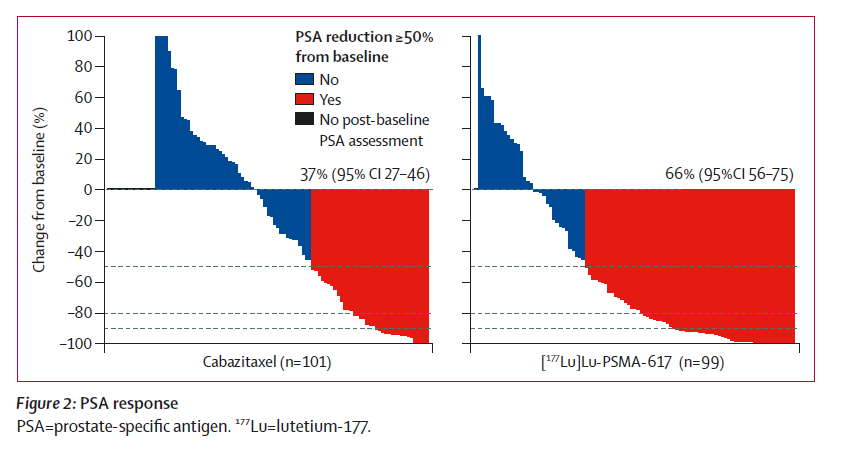 PSA reduction ≥50%
from baseline
No
Yes
No post-baseline
PSA assessment
Change from baseline (%)
100
80
60
40
20
0
−20
−40
−60
−80
−100
37% (95% CI 27–46)
66% (95%CI 56–75)
Cabazitaxel (n=101)
[¹⁷⁷Lu]Lu-PSMA-617 (n=99)
Figure 2: PSA response
PSA=prostate-specific antigen. ¹⁷⁷Lu=lutetium-177.